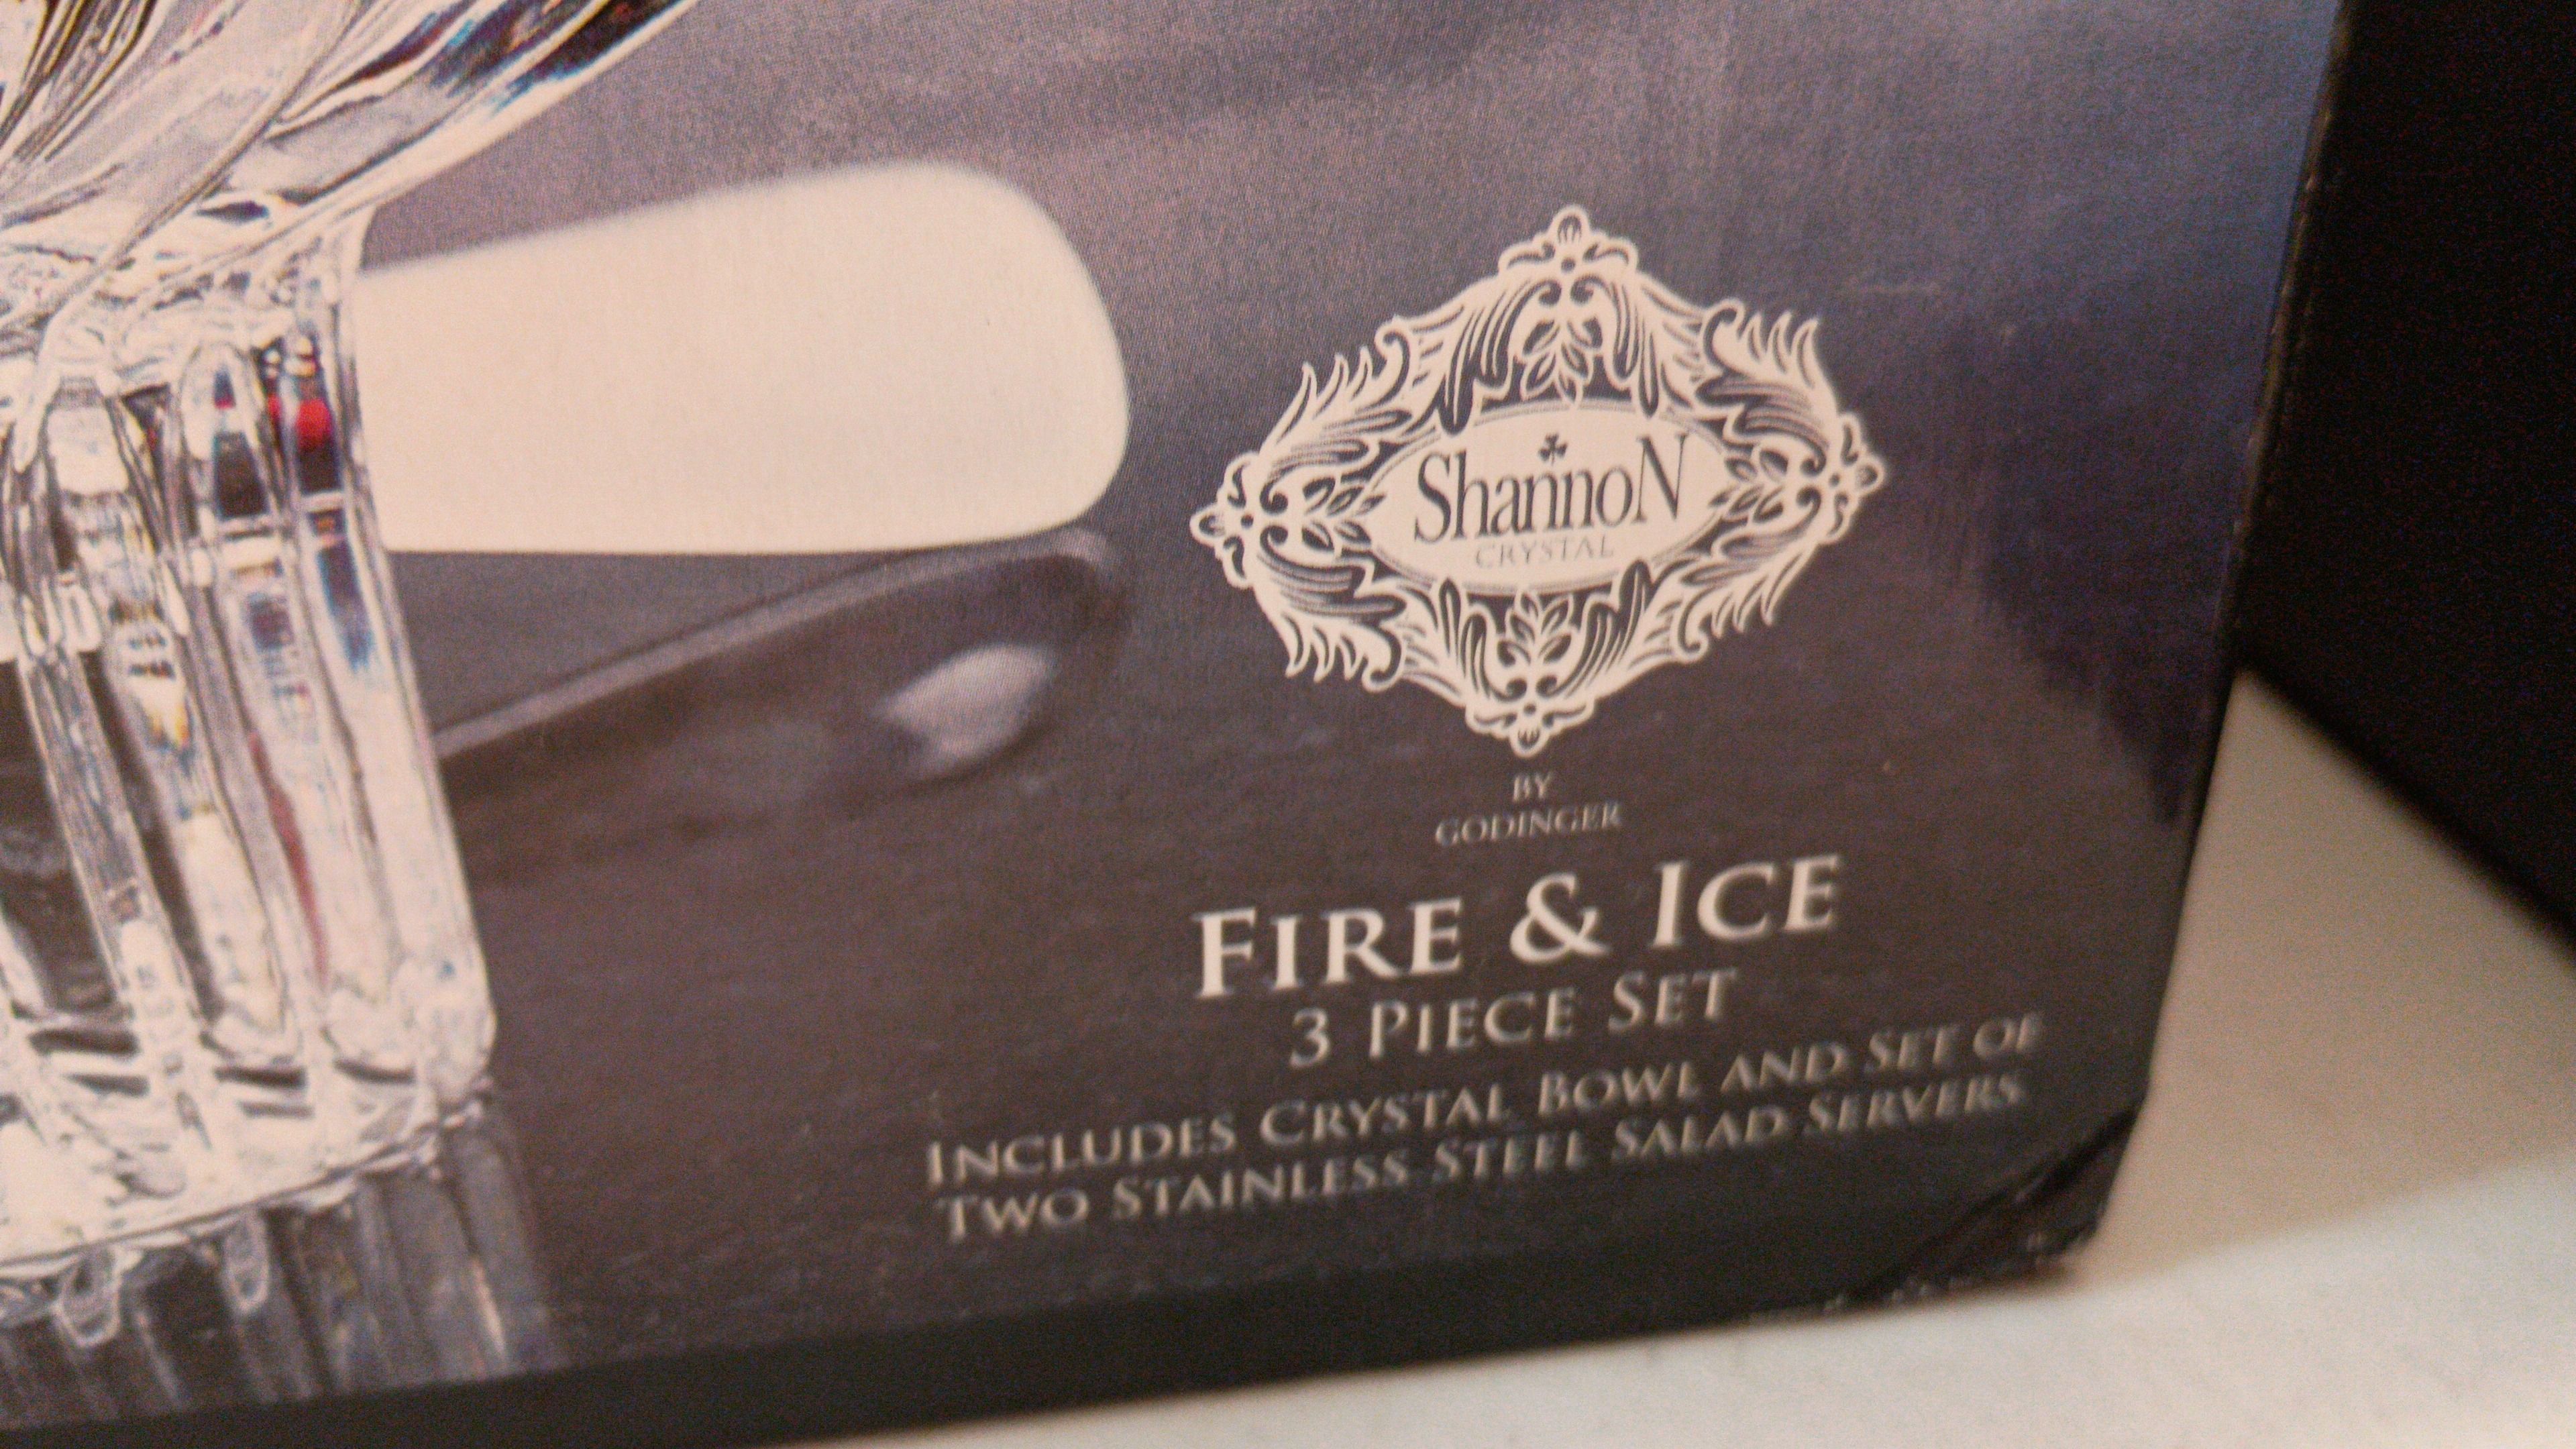 ShannoN
CRYSTAL
BY
GODINGER
FIRE & ICE
3 PIECE SET
INCLUDES CRYSTAL BOWL AND SET OF
TWO STAINLESS STEEL SALAD SERVERS